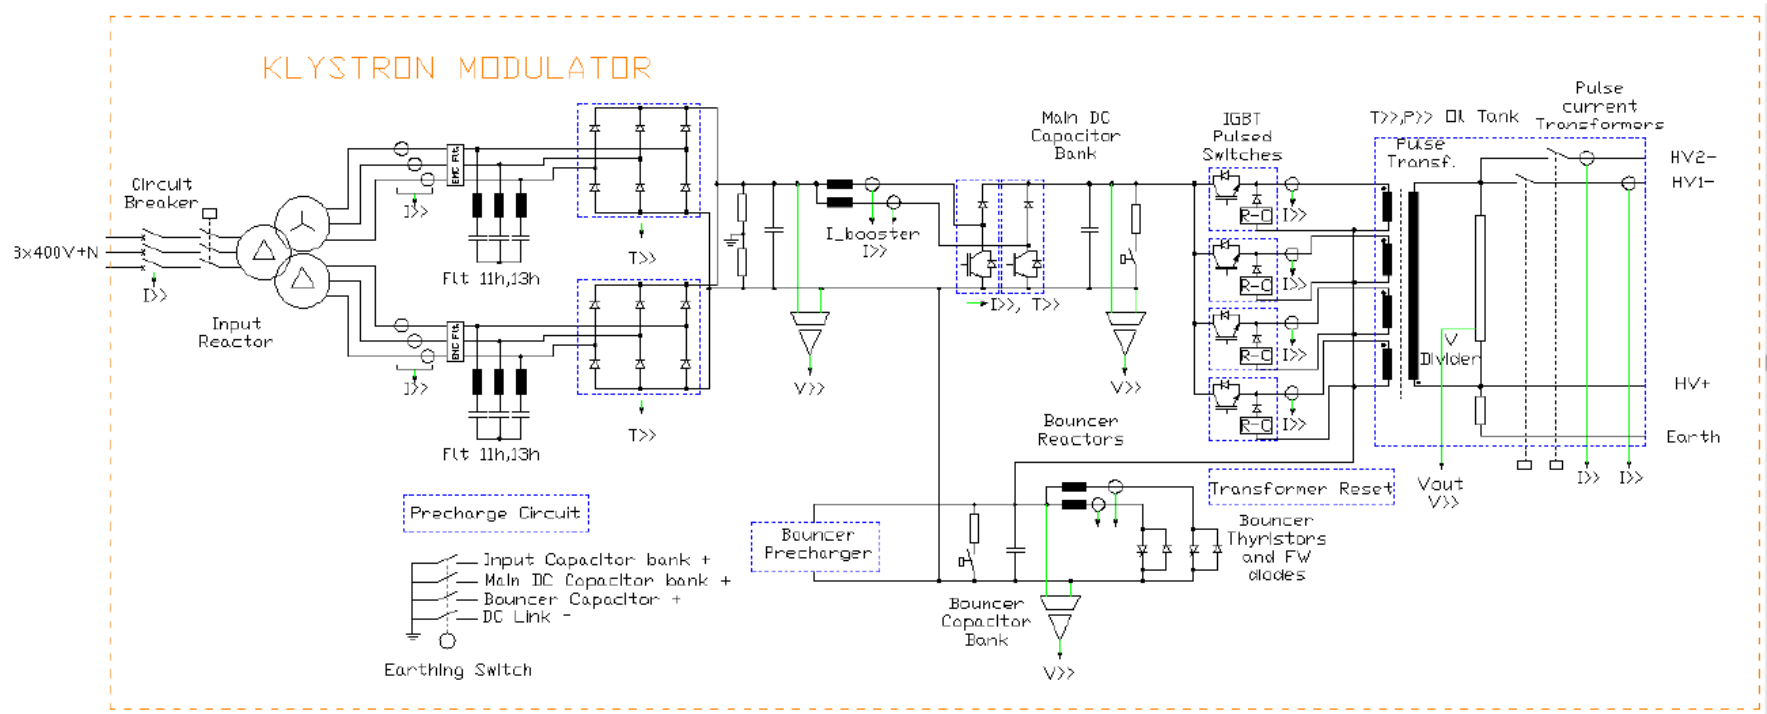 KLYSTRON MODULATOR
Circuit
Breaker
3x400V+N
I>>
Input
Reactor
I>>
EMC Flt.
Flt 11h,13h
T>>
I>>
EMC Flt.
Flt 11h,13h
T>>
V>>
I_booster
I>>
I>>, T>>
Main DC
Capacitor
Bank
V>>
IGBT
Pulsed
Switches
R-C
I>>
R-C
I>>
R-C
I>>
R-C
I>>
T>>,P>> Oil Tank
Puse
Transf.
Pulse
current
Transformers
HV2-
HV1-
V
Divider
HV+
Earth
Vout
V>>
I>>
I>>
Transformer Reset
Bouncer
Reactors
Bouncer
Thyristors
and FW
diodes
Bouncer
Precharger
Bouncer
Capacitor
Bank
V>>
Precharge Circuit
Input Capacitor bank +
Main DC Capacitor bank +
Bouncer Capacitor +
DC Link -
Earthing Switch